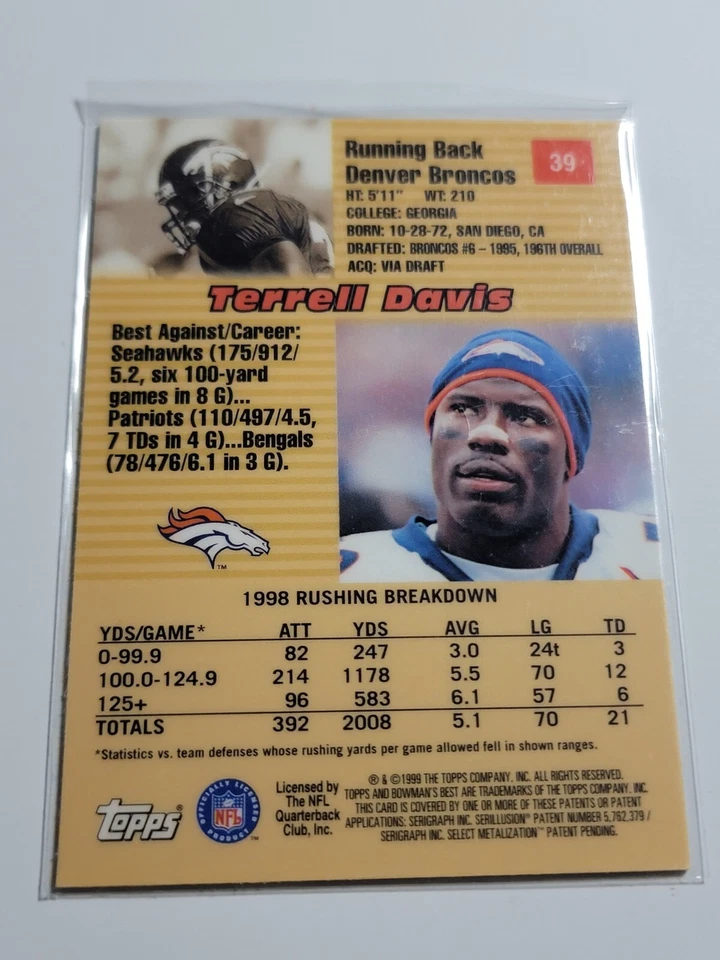 Running Back
Denver Broncos
39
HT: 5'11" WT: 210
COLLEGE: GEORGIA
BORN: 10-28-72, SAN DIEGO, CA
DRAFTED: BRONCOS #6 – 1995, 196TH OVERALL
ACQ: VIA DRAFT
Terrell Davis
Best Against/Career:
Seahawks (175/912/
5.2, six 100-yard
games in 8 G)...
Patriots (110/497/4.5,
7 TDs in 4 G)...Bengals
(78/476/6.1 in 3 G).
TM
1998 RUSHING BREAKDOWN
YDS/GAME* ATT YDS AVG LG TD
0-99.9 82 247 3.0 24t 3
100.0-124.9 214 1178 5.5 70 12
125+ 96 583 6.1 57 6
TOTALS 392 2008 5.1 70 21
*Statistics vs. team defenses whose rushing yards per game allowed fell in shown ranges.
topps®
OFFICIALLY LICENSED
NFL
PRODUCT
TM
Licensed by
The NFL
Quarterback
Club, Inc.
® & ©1999 THE TOPPS COMPANY, INC. ALL RIGHTS RESERVED.
TOPPS AND BOWMAN'S BEST ARE TRADEMARKS OF THE TOPPS COMPANY, INC.
THIS CARD IS COVERED BY ONE OR MORE OF THESE PATENTS OR PATENT
APPLICATIONS: SERIGRAPH INC. SERILLUSION™ PATENT NUMBER 5,762,379 /
SERIGRAPH INC. SELECT METALIZATION™ PATENT PENDING.